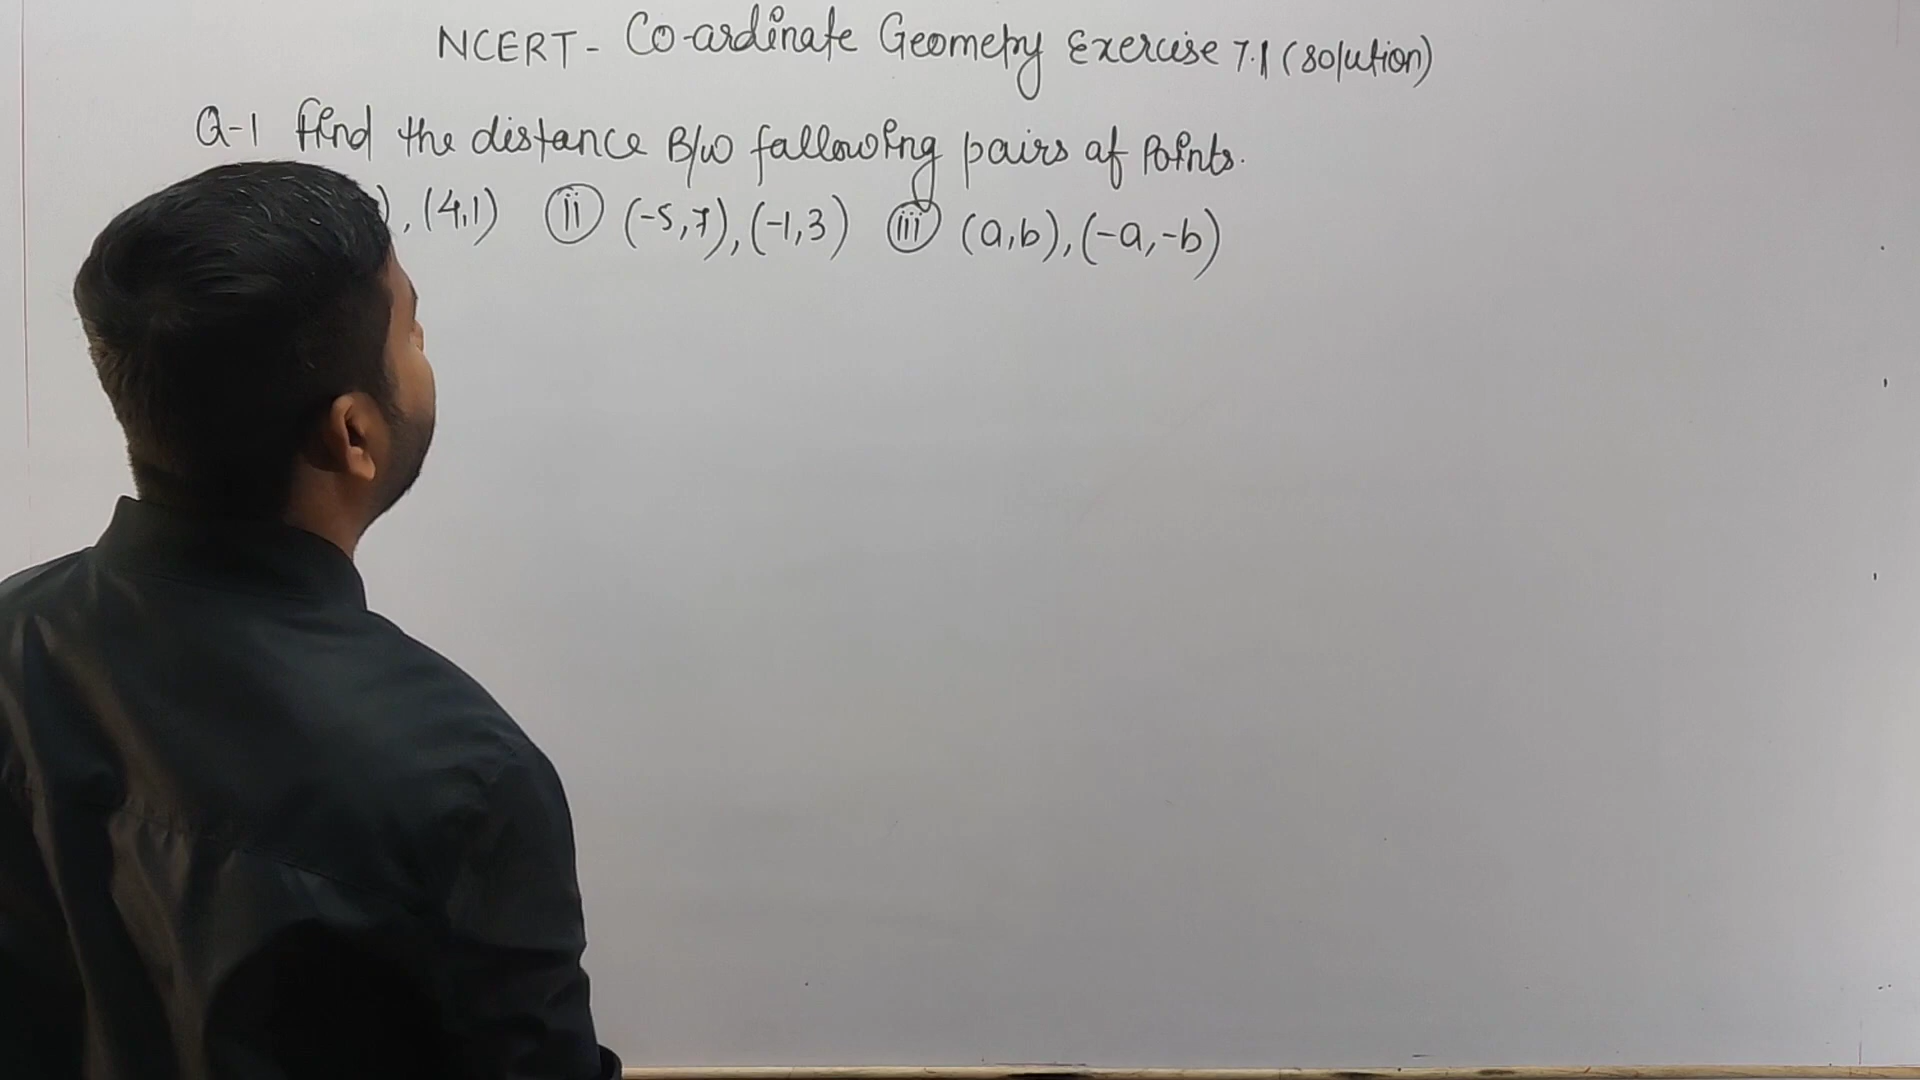 NCERT - Co-ordinate Geometry Exercise 7.1 (Solution)
Q-1 Find the distance B/w fallowing pairs of Points.
), (4,1) (ii) (-5,7), (-1,3) (iii) (a,b), (-a,-b)